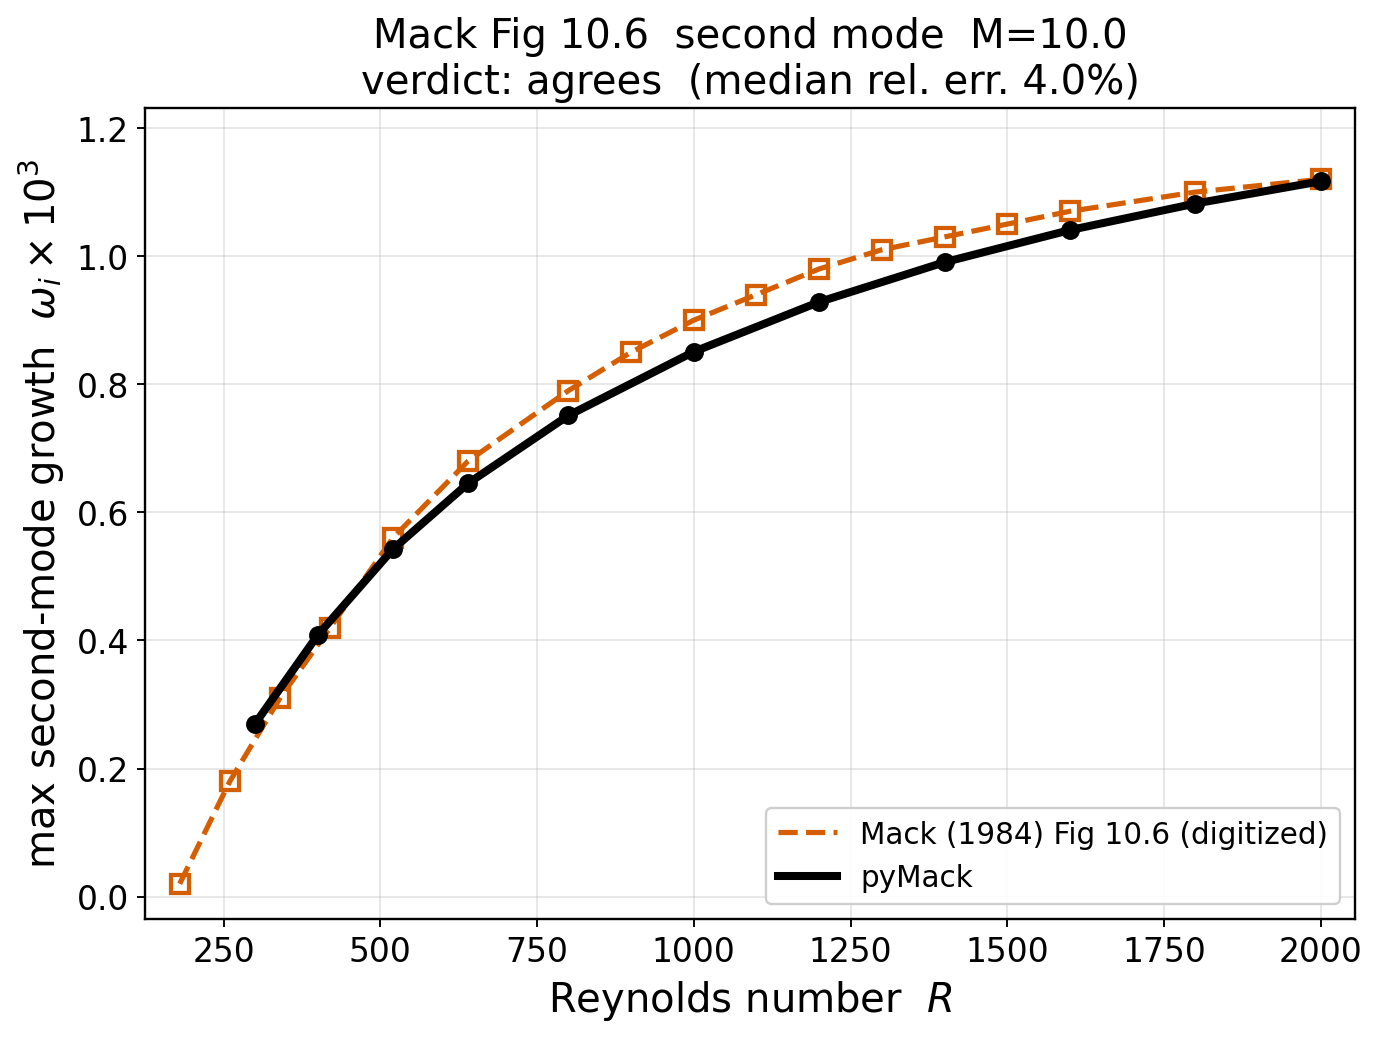 Mack Fig 10.6 second mode M=10.0
verdict: agrees (median rel. err. 4.0%)
max second-mode growth ω_i × 10³
1.2
1.0
0.8
0.6
0.4
0.2
0.0
Mack (1984) Fig 10.6 (digitized)
pyMack
250 500 750 1000 1250 1500 1750 2000
Reynolds number R